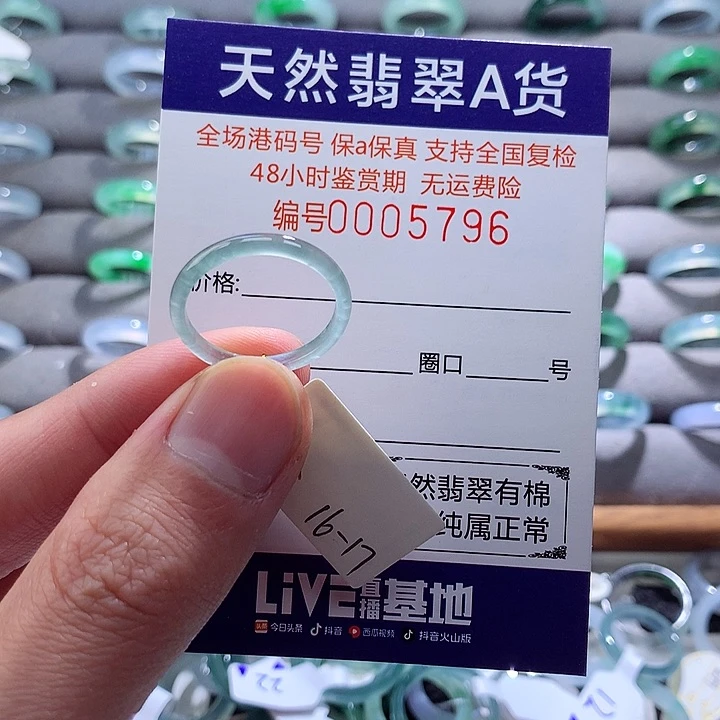 天然翡翠A货
全场港码号 保a保真 支持全国复检
48小时鉴赏期 无运费险
编号0005796
价格:
圈口 号
然翡翠有棉
纯属正常
16-17
LiVE直播基地
头条 今日头条 抖音 西瓜视频 抖音火山版
22